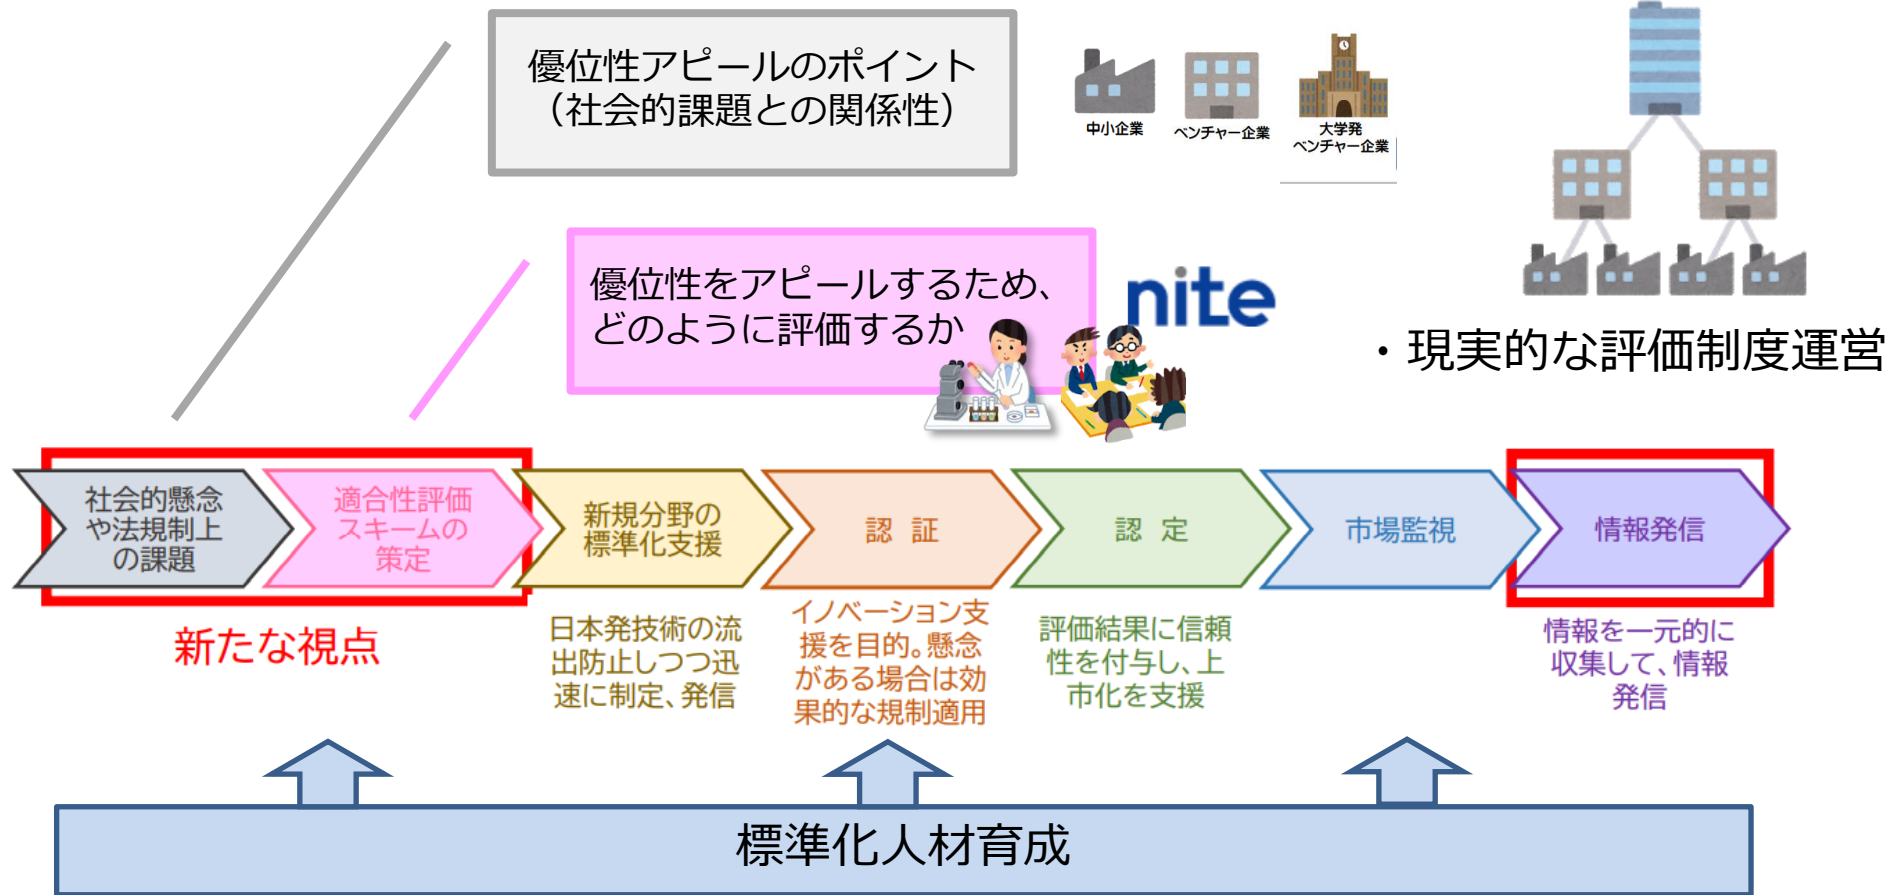 優位性アピールのポイント
（社会的課題との関係性）
中小企業
ベンチャー企業
大学発
ベンチャー企業
優位性をアピールするため、
どのように評価するか
nite
・現実的な評価制度運営
社会的懸念
や法規制上
の課題
適合性評価
スキームの
策定
新規分野の
標準化支援
認 証
認 定
市場監視
情報発信
新たな視点
日本発技術の流
出防止しつつ迅
速に制定、発信
イノベーション支
援を目的。懸念
がある場合は効
果的な規制適用
評価結果に信頼
性を付与し、上
市化を支援
情報を一元的に
収集して、情報
発信
標準化人材育成